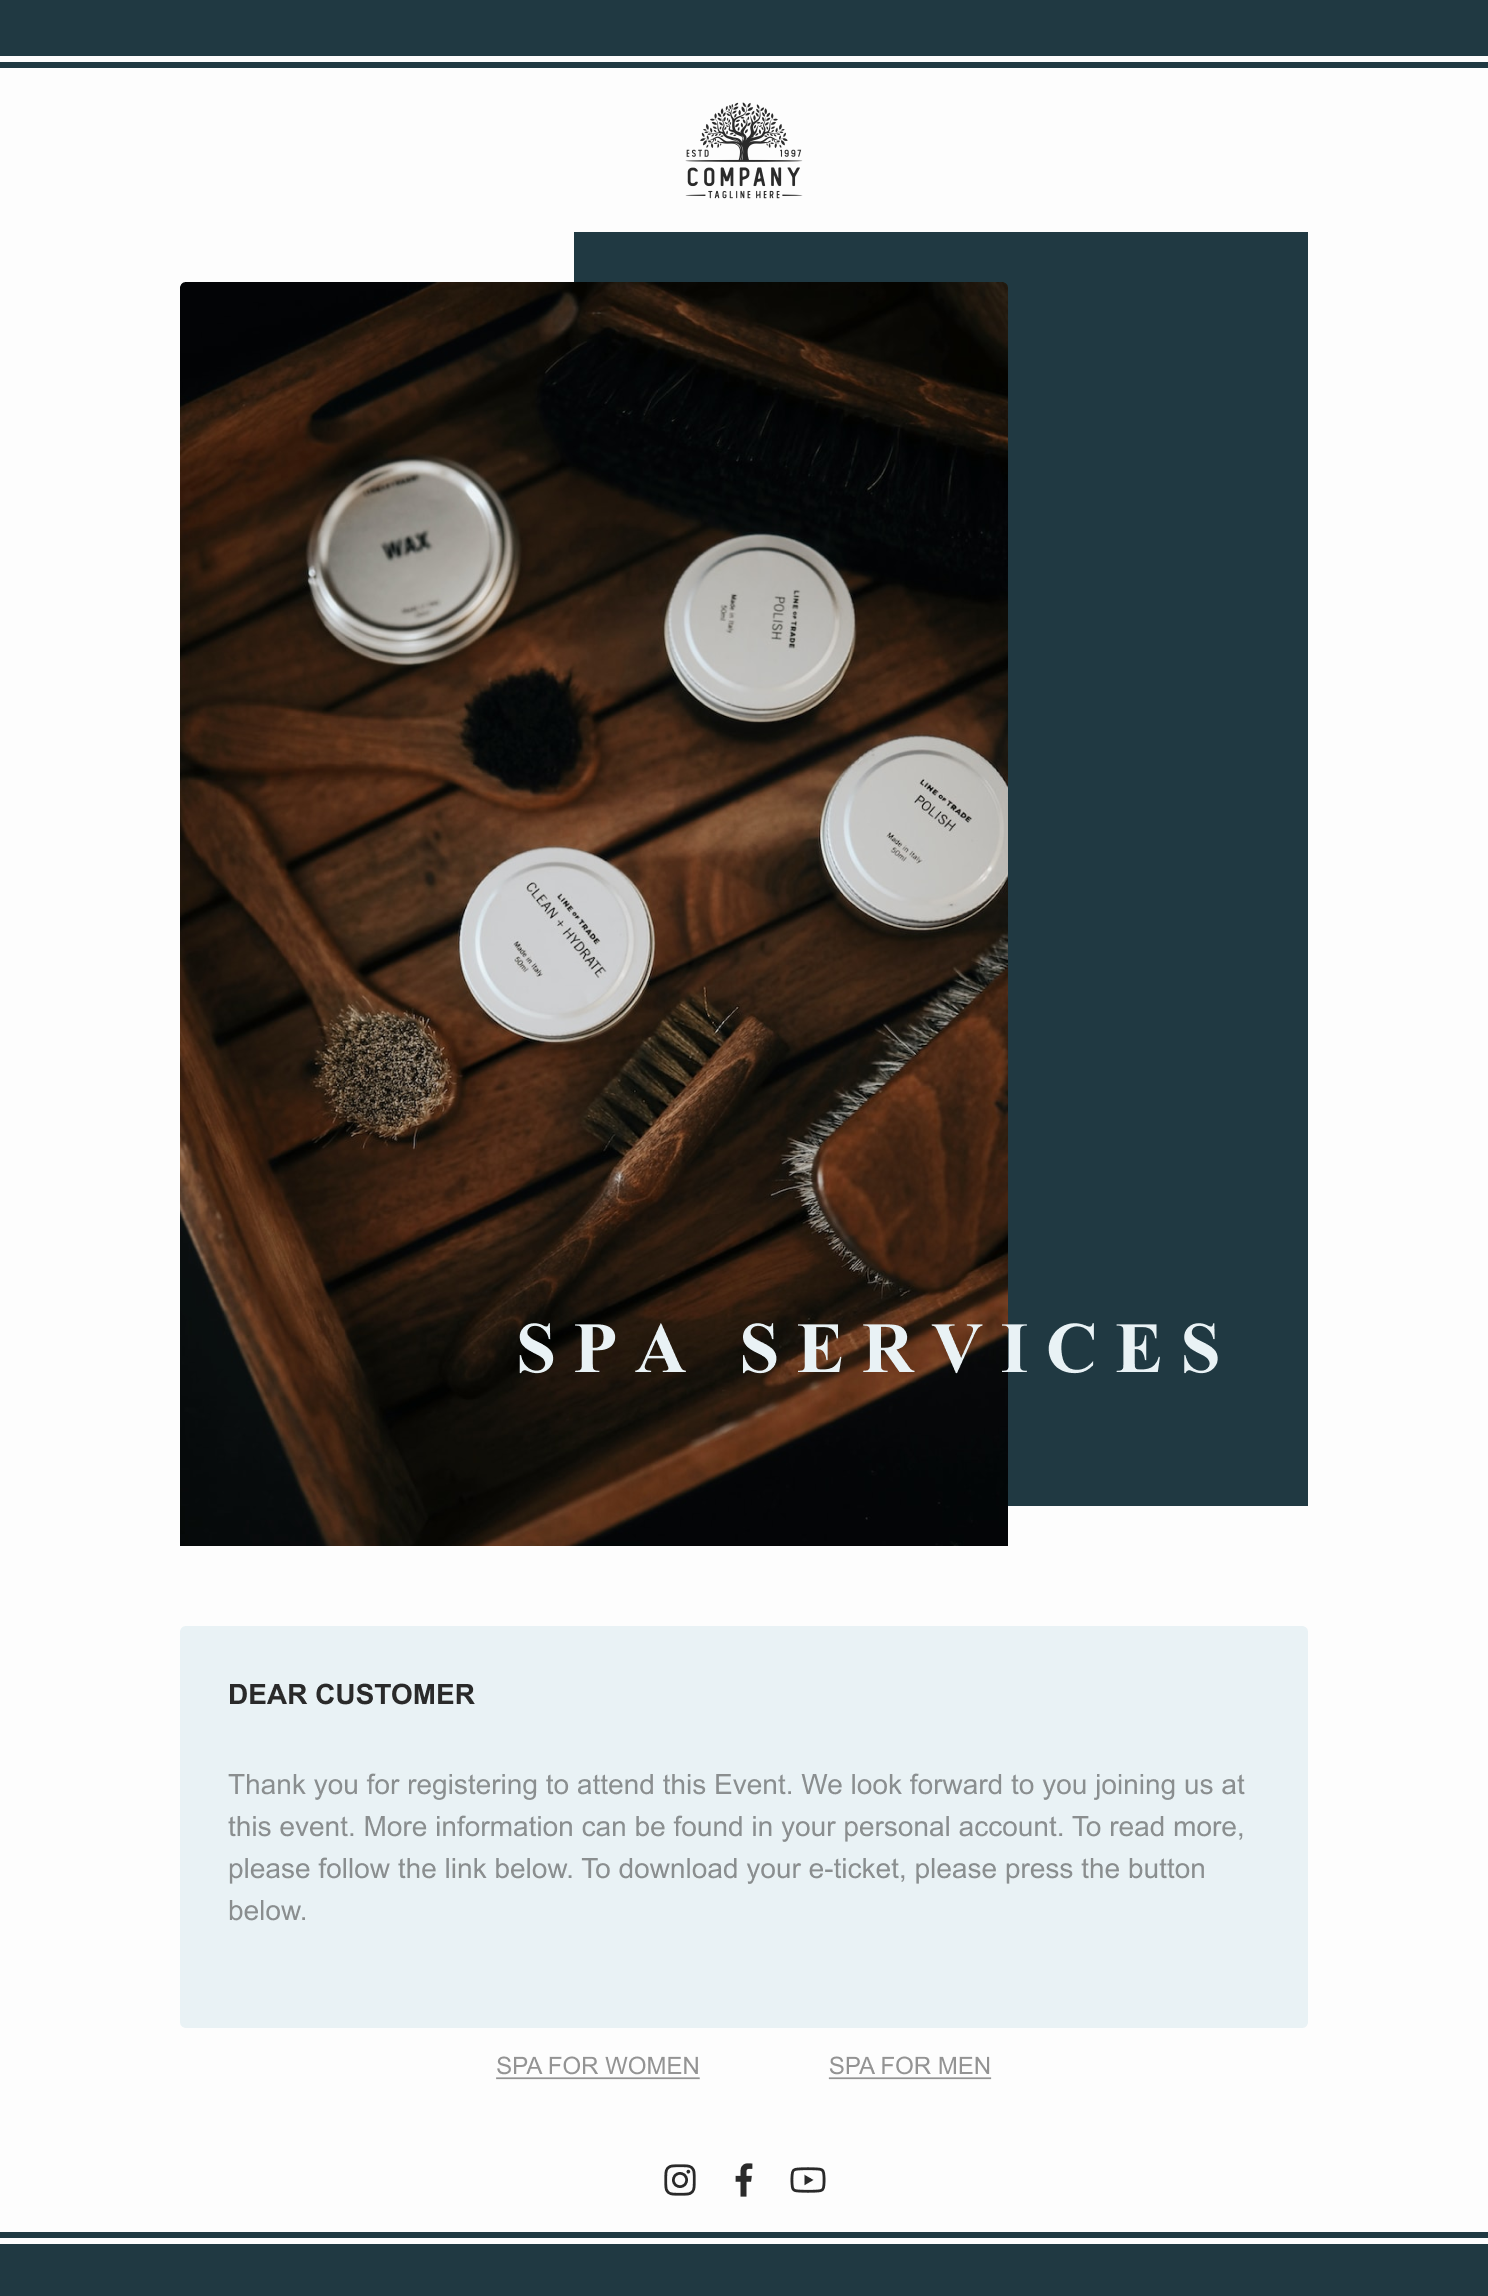 ESTD 1997
COMPANY
TAGLINE HERE
WAX
LINE OF TRADE
POLISH
Made in Italy
50ml
LINE OF TRADE
POLISH
Made in Italy
50ml
LINE OF TRADE
CLEAN + HYDRATE
Made in Italy
50ml
SPA SERVICES
DEAR CUSTOMER
Thank you for registering to attend this Event. We look forward to you joining us at
this event. More information can be found in your personal account. To read more,
please follow the link below. To download your e-ticket, please press the button
below.
SPA FOR WOMEN SPA FOR MEN